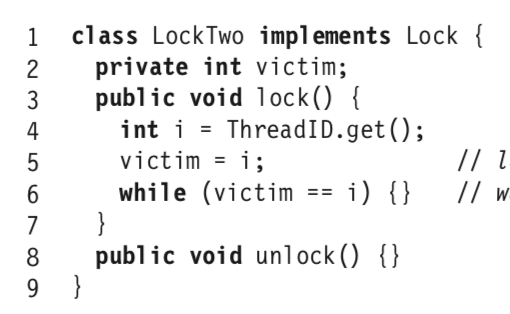 1 class LockTwo implements Lock {
2 private int victim;
3 public void lock() {
4 int i = ThreadID.get();
5 victim = i; //
6 while (victim == i) {} //
7 }
8 public void unlock() {}
9 }